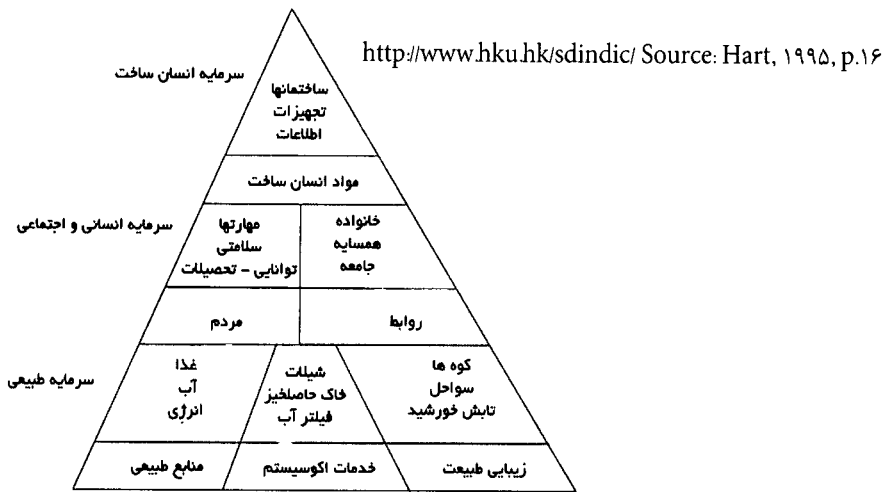 http://www.hku.hk/sdindic/ Source: Hart, ۱۹۹۵, p.۱۶
سرمایه انسان ساخت
ساختمانها
تجهیزات
اطلاعات
مواد انسان ساخت
سرمایه انسانی و اجتماعی
خانواده
همسایه
جامعه
مهارتها
سلامتی
توانایی - تحصیلات
روابط
مردم
سرمایه طبیعی
کوه ها
سواحل
تابش خورشید
شیلات
خاک حاصلخیز
فیلتر آب
غذا
آب
انرژی
زیبایی طبیعت
خدمات اکوسیستم
منابع طبیعی